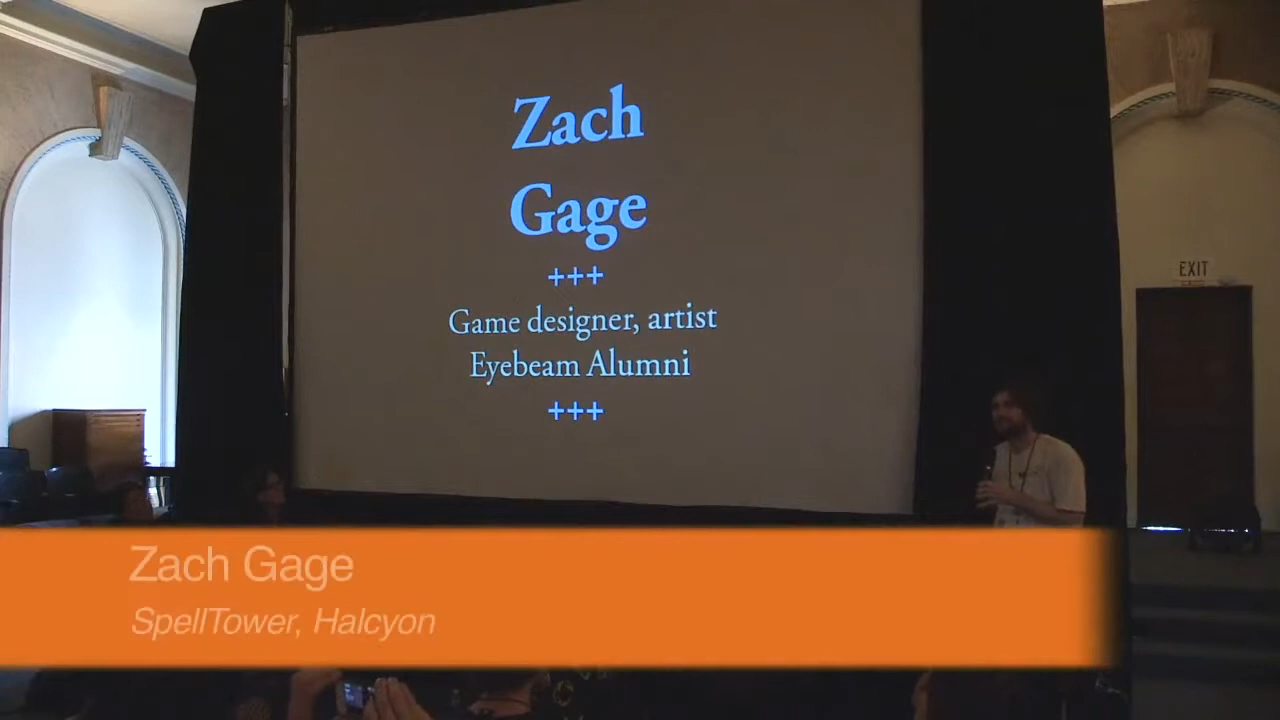 Zach
Gage
+++
Game designer, artist
Eyebeam Alumni
+++
EXIT
Zach Gage
SpellTower, Halcyon